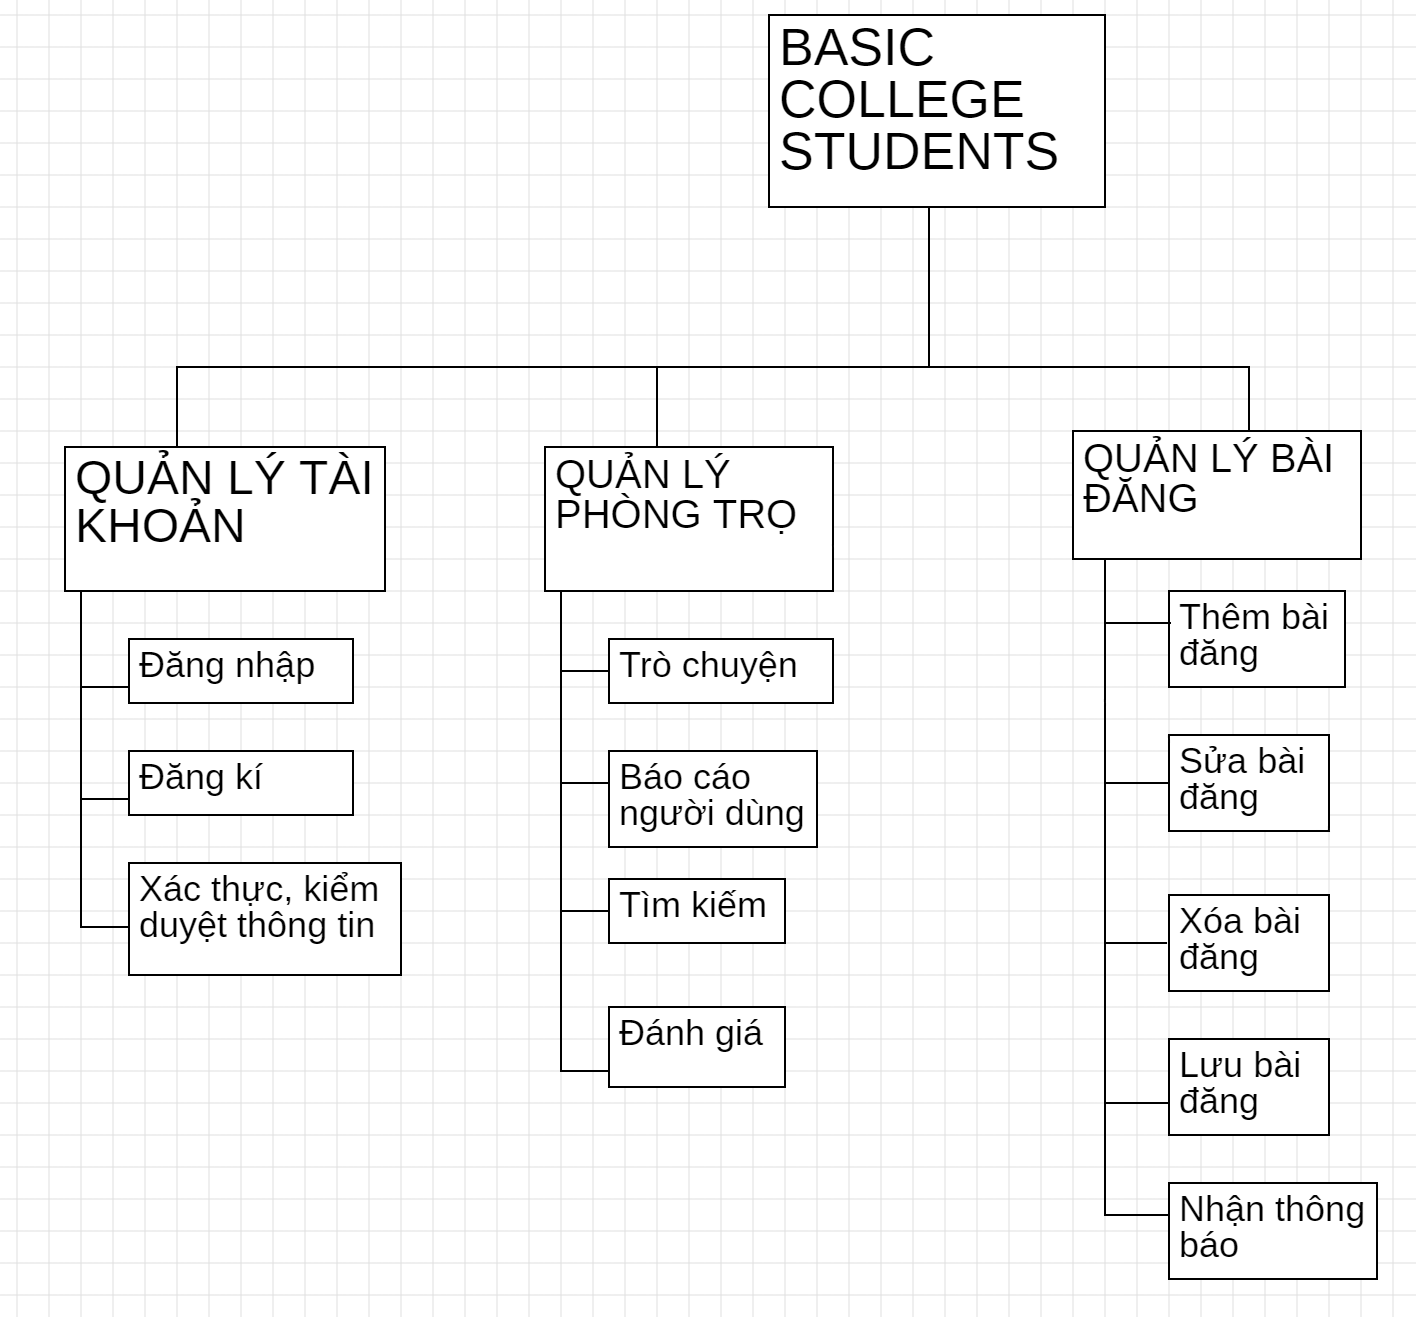 BASIC
COLLEGE
STUDENTS
QUẢN LÝ TÀI
KHOẢN
Đăng nhập
Đăng kí
Xác thực, kiểm
duyệt thông tin
QUẢN LÝ
PHÒNG TRỌ
Trò chuyện
Báo cáo
người dùng
Tìm kiếm
Đánh giá
QUẢN LÝ BÀI
ĐĂNG
Thêm bài
đăng
Sửa bài
đăng
Xóa bài
đăng
Lưu bài
đăng
Nhận thông
báo